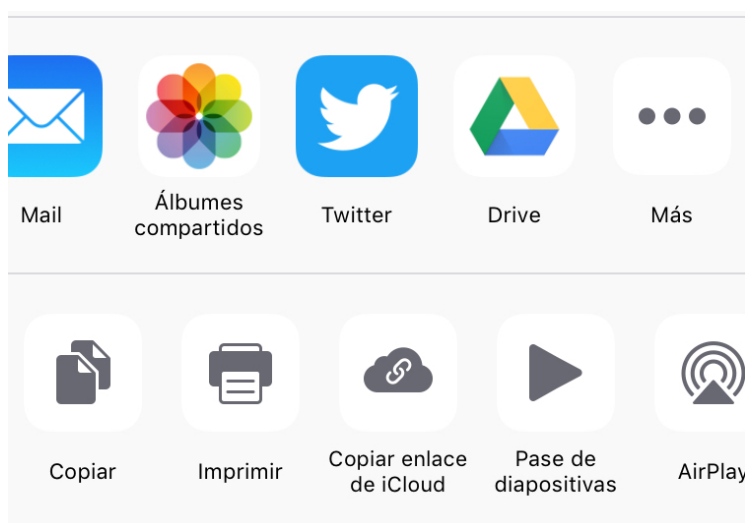 Mail
Álbumes
compartidos
Twitter
Drive
Más
Copiar
Imprimir
Copiar enlace
de iCloud
Pase de
diapositivas
AirPlay